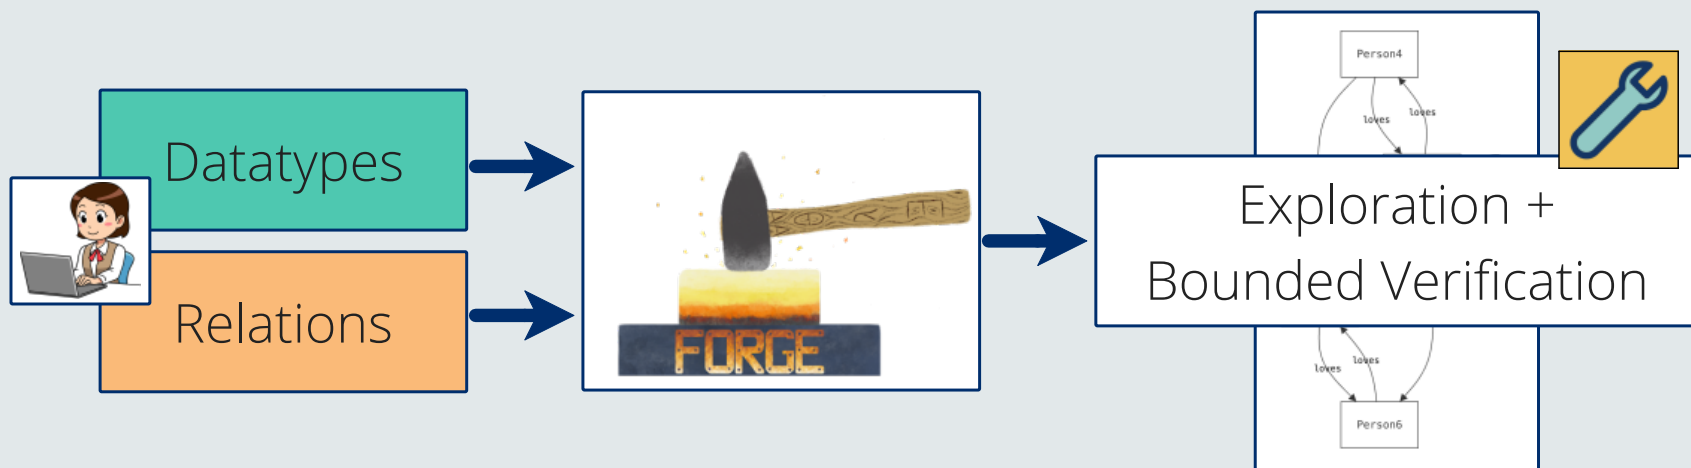 Datatypes
Relations
FORGE
Person4
loves
loves
Exploration +
Bounded Verification
loves
loves
Person6